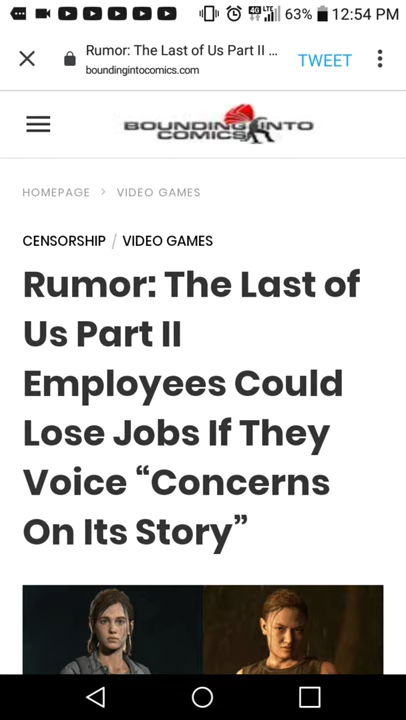 63% 12:54 PM
Rumor: The Last of Us Part II ...
boundingintocomics.com
TWEET
BOUNDING INTO
COMICS
HOMEPAGE > VIDEO GAMES
CENSORSHIP / VIDEO GAMES
Rumor: The Last of
Us Part II
Employees Could
Lose Jobs If They
Voice “Concerns
On Its Story”